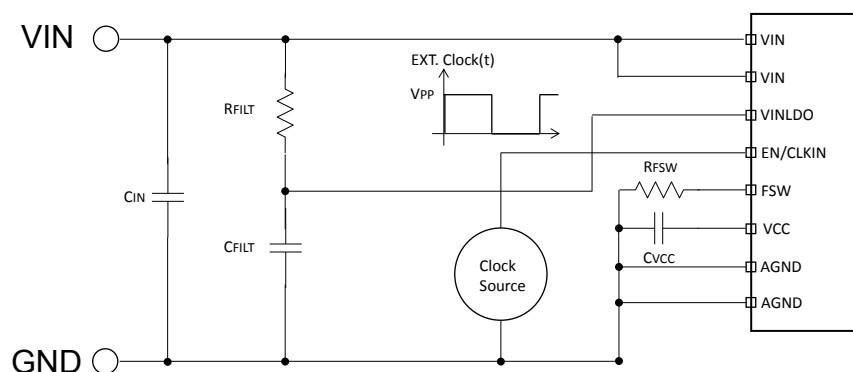 VIN
VIN
EXT. Clock(t)
VIN
VPP
RFILT
VINLDO
EN/CLKIN
RFSW
FSW
CIN
VCC
CFILT
CVCC
Clock
Source
AGND
AGND
GND